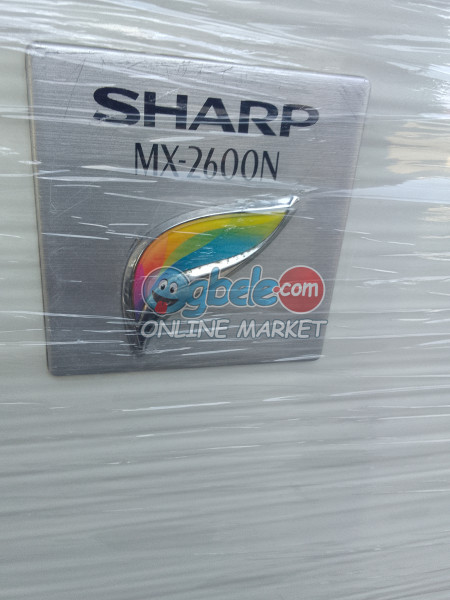 SHARP
MX-2600N
Ogbele.com
ONLINE MARKET